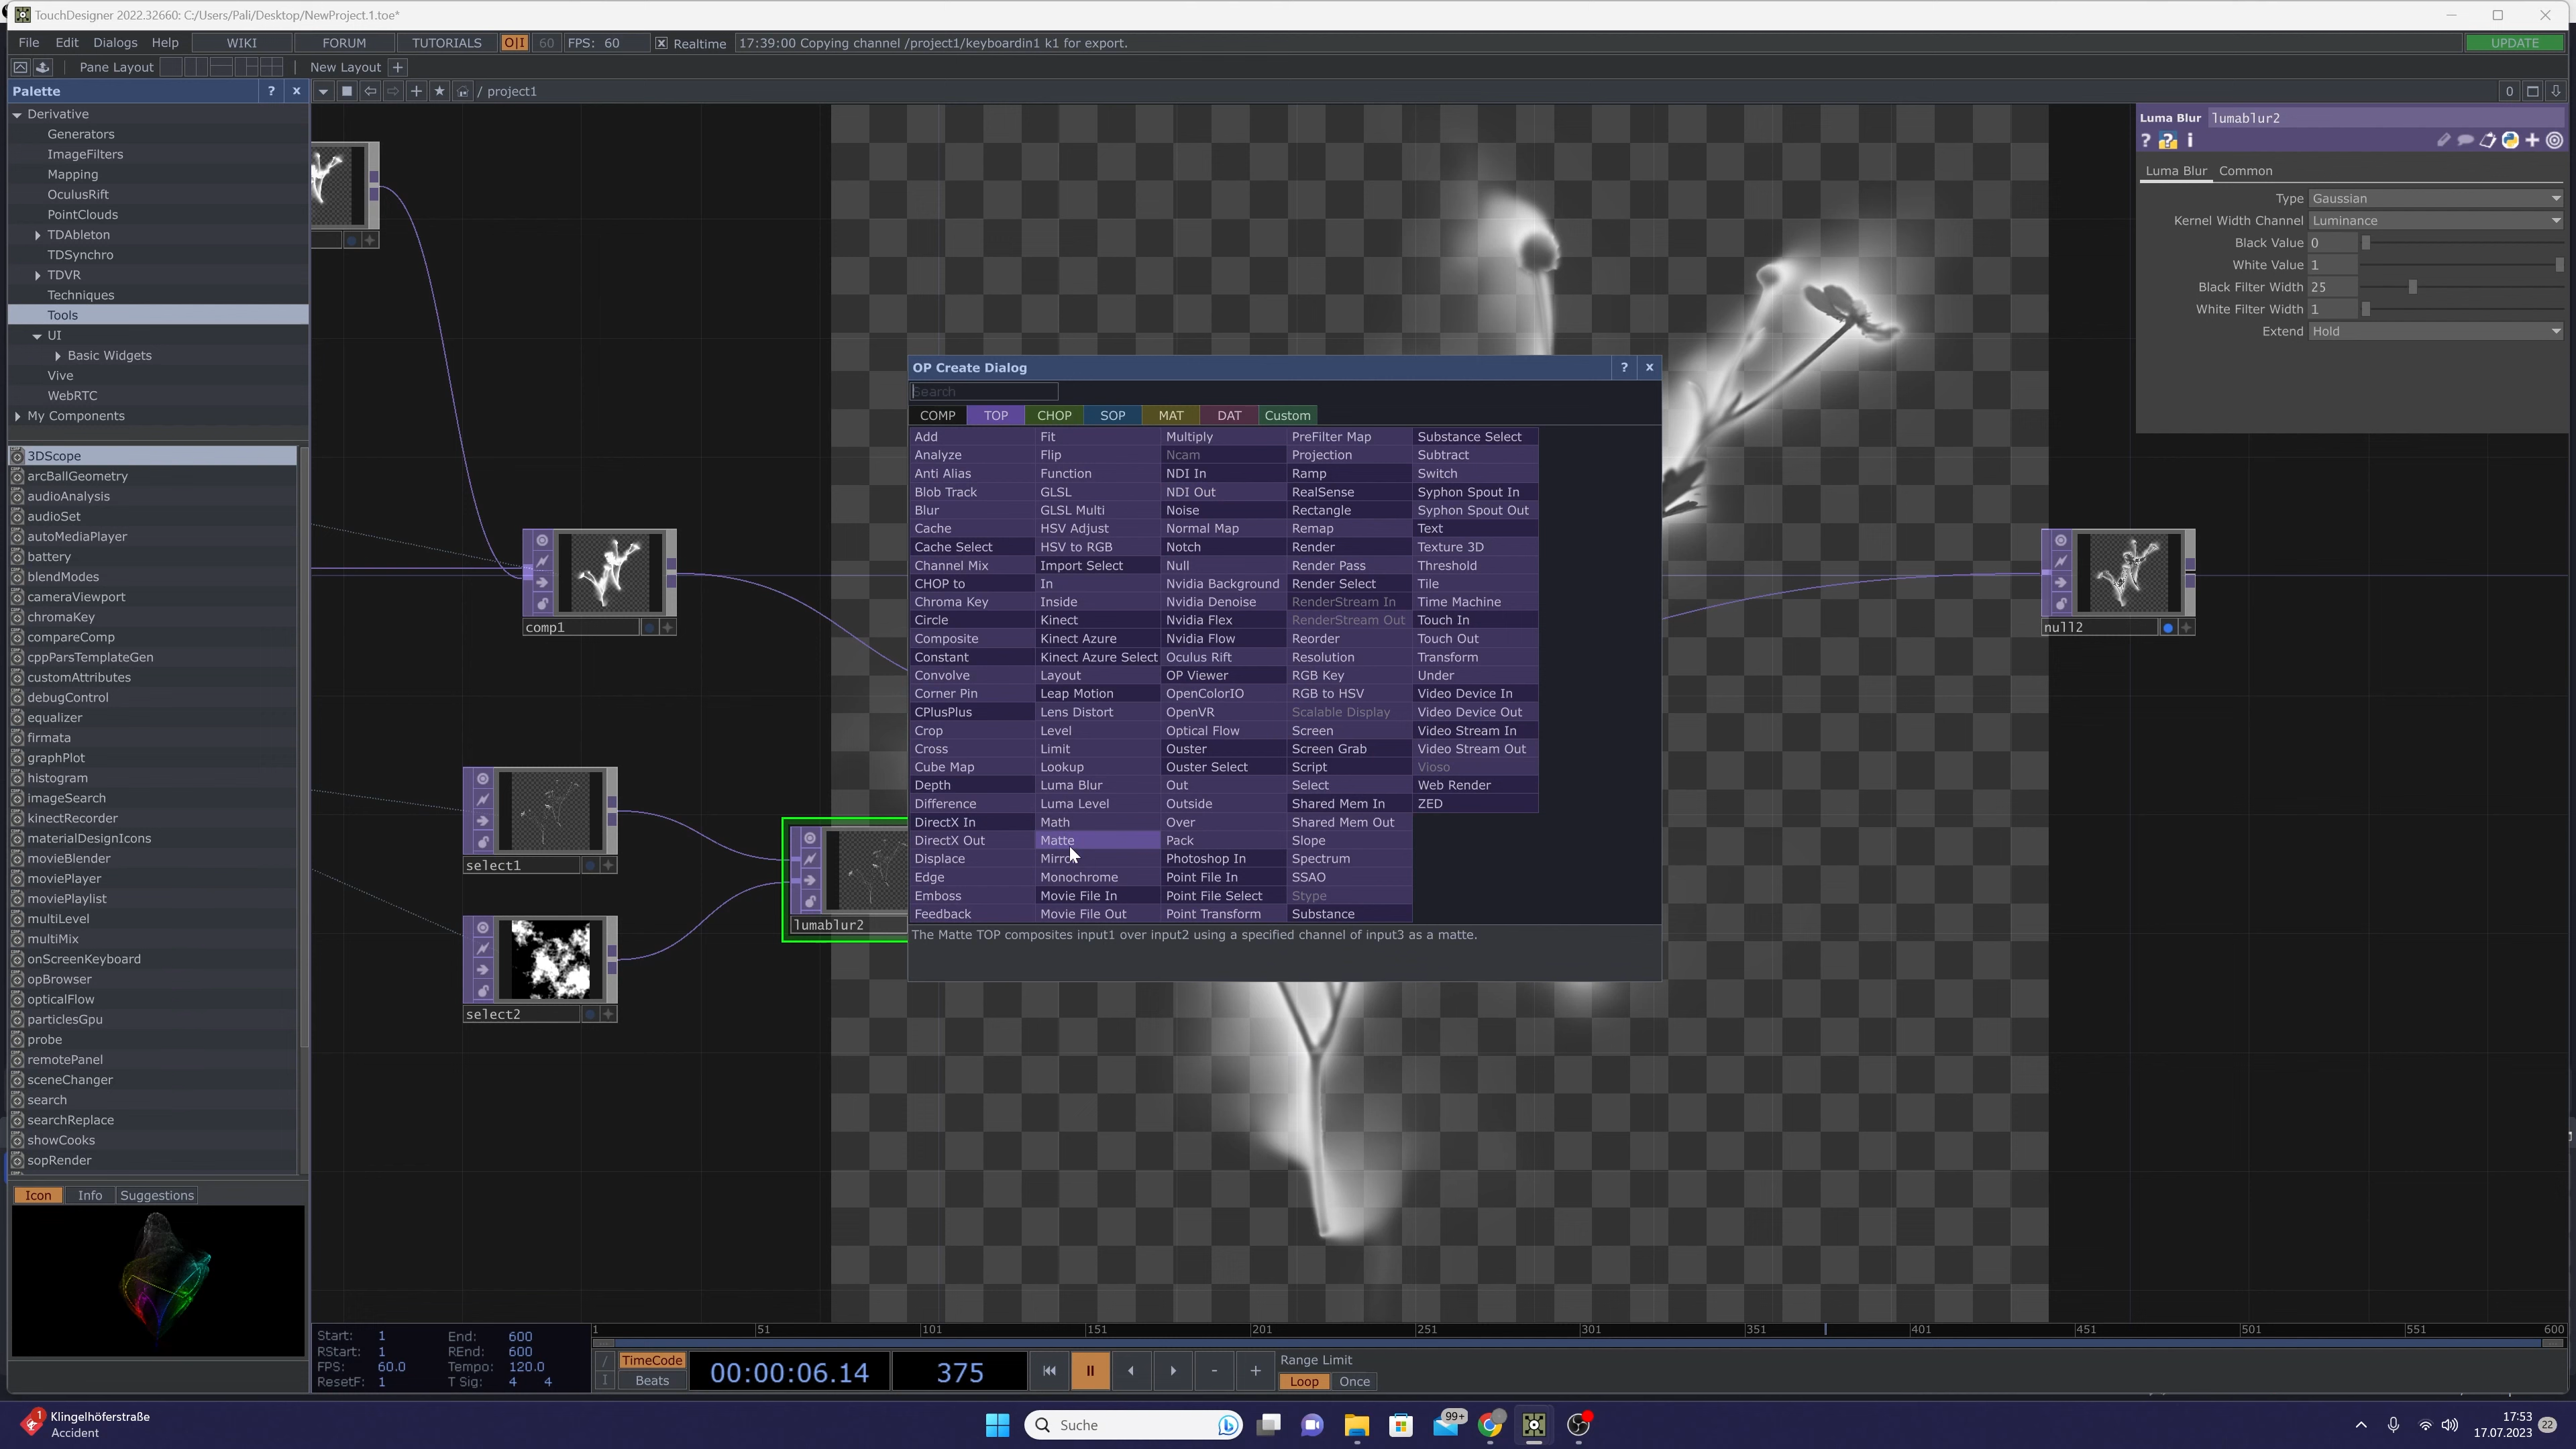 TouchDesigner 2022.32660: C:/Users/Pali/Desktop/NewProject.1.toe*
File Edit Dialogs Help WIKI FORUM TUTORIALS O|I 60 FPS: 60 Realtime 17:39:00 Copying channel /project1/keyboardin1 k1 for export. UPDATE
Pane Layout New Layout +
Palette ? x / project1 0
Derivative
Generators
ImageFilters
Mapping
OculusRift
PointClouds
TDAbleton
TDSynchro
TDVR
Techniques
Tools
UI
Basic Widgets
Vive
WebRTC
My Components
3DScope
arcBallGeometry
audioAnalysis
audioSet
autoMediaPlayer
battery
blendModes
cameraViewport
chromaKey
compareComp
cppParsTemplateGen
customAttributes
debugControl
equalizer
firmata
graphPlot
histogram
imageSearch
kinectRecorder
materialDesignIcons
movieBlender
moviePlayer
moviePlaylist
multiLevel
multiMix
onScreenKeyboard
opBrowser
opticalFlow
particlesGpu
probe
remotePanel
sceneChanger
search
searchReplace
showCooks
sopRender
Icon Info Suggestions
comp1
select1
select2
lumablur2
null2
OP Create Dialog ? x
Search
COMP TOP CHOP SOP MAT DAT Custom
Add Fit Multiply PreFilter Map Substance Select
Analyze Flip Ncam Projection Subtract
Anti Alias Function NDI In Ramp Switch
Blob Track GLSL NDI Out RealSense Syphon Spout In
Blur GLSL Multi Noise Rectangle Syphon Spout Out
Cache HSV Adjust Normal Map Remap Text
Cache Select HSV to RGB Notch Render Texture 3D
Channel Mix Import Select Null Render Pass Threshold
CHOP to In Nvidia Background Render Select Tile
Chroma Key Inside Nvidia Denoise RenderStream In Time Machine
Circle Kinect Nvidia Flex RenderStream Out Touch In
Composite Kinect Azure Nvidia Flow Reorder Touch Out
Constant Kinect Azure Select Oculus Rift Resolution Transform
Convolve Layout OP Viewer RGB Key Under
Corner Pin Leap Motion OpenColorIO RGB to HSV Video Device In
CPlusPlus Lens Distort OpenVR Scalable Display Video Device Out
Crop Level Optical Flow Screen Video Stream In
Cross Limit Ouster Screen Grab Video Stream Out
Cube Map Lookup Ouster Select Script Vioso
Depth Luma Blur Out Select Web Render
Difference Luma Level Outside Shared Mem In ZED
DirectX In Math Over Shared Mem Out
DirectX Out Matte Pack Slope
Displace Mirror Photoshop In Spectrum
Edge Monochrome Point File In SSAO
Emboss Movie File In Point File Select Stype
Feedback Movie File Out Point Transform Substance
The Matte TOP composites input1 over input2 using a specified channel of input3 as a matte.
Luma Blur lumablur2
? ? i
Luma Blur Common
Type Gaussian
Kernel Width Channel Luminance
Black Value 0
White Value 1
Black Filter Width 25
White Filter Width 1
Extend Hold
1 51 101 151 201 251 301 351 401 451 501 551 600
Start: 1 End: 600
RStart: 1 REnd: 600
FPS: 60.0 Tempo: 120.0
ResetF: 1 T Sig: 4 4
TimeCode
Beats
00:00:06.14 375
- +
Range Limit
Loop Once
1 Klingelhöferstraße
Accident
Suche
99+
17:53
17.07.2023
22